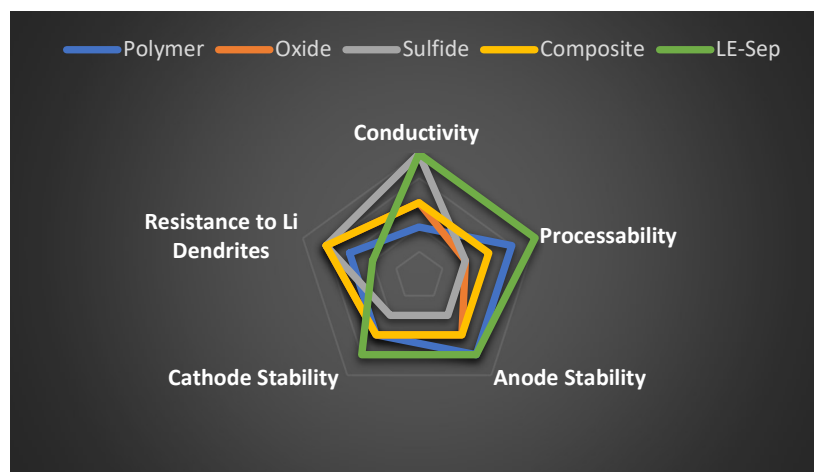 Polymer Oxide Sulfide Composite LE-Sep
Conductivity
Resistance to Li
Dendrites
Processability
Cathode Stability
Anode Stability